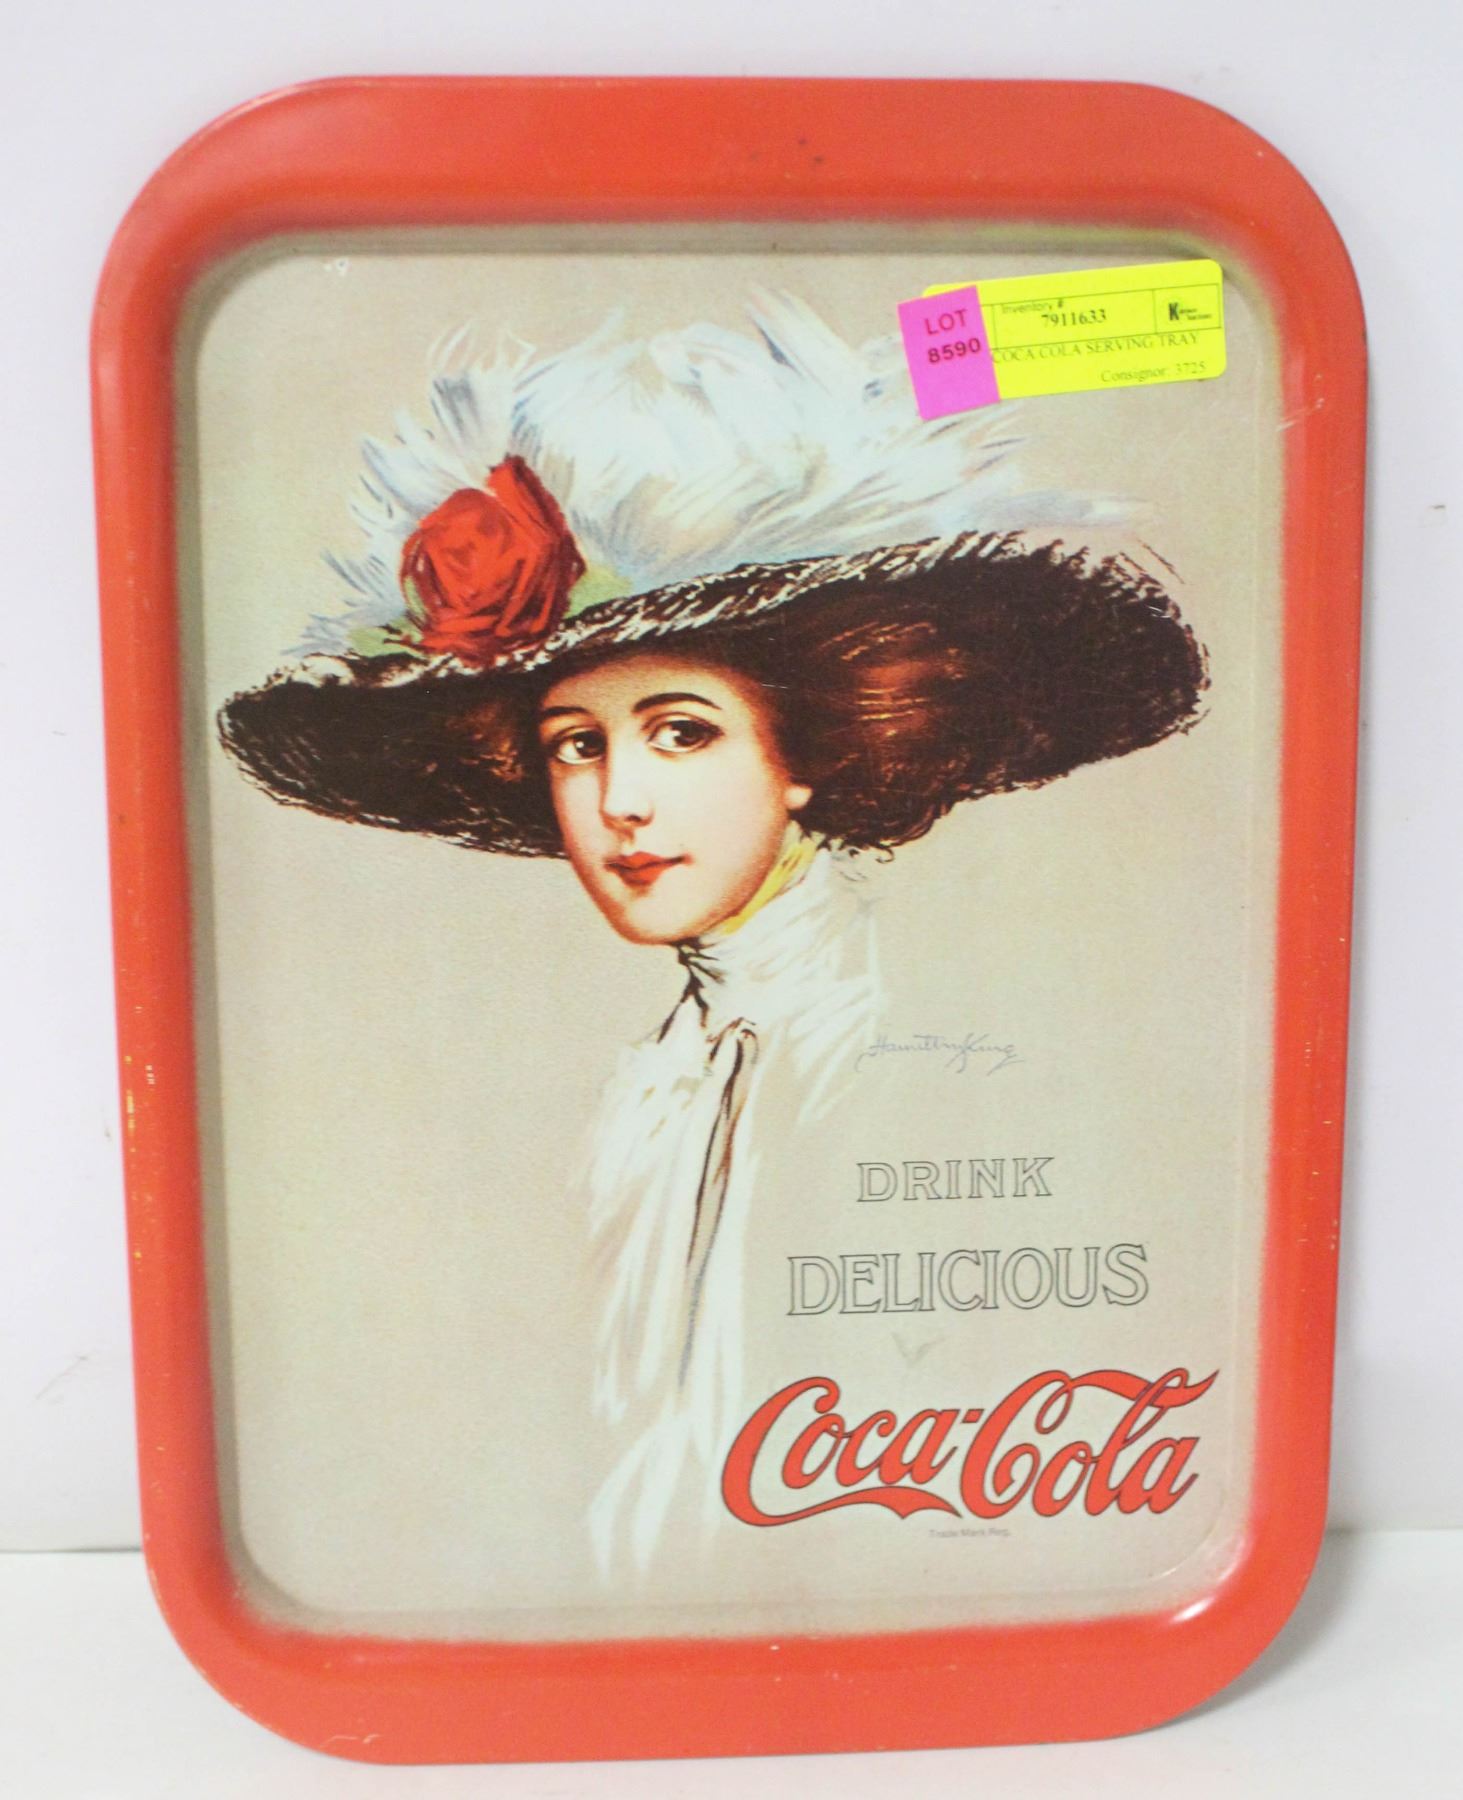 LOT
8590
Inventory #
7911633
COCA COLA SERVING TRAY
Consignor: 3725
Hamilton King
DRINK
DELICIOUS
Coca-Cola
Trade Mark Reg.